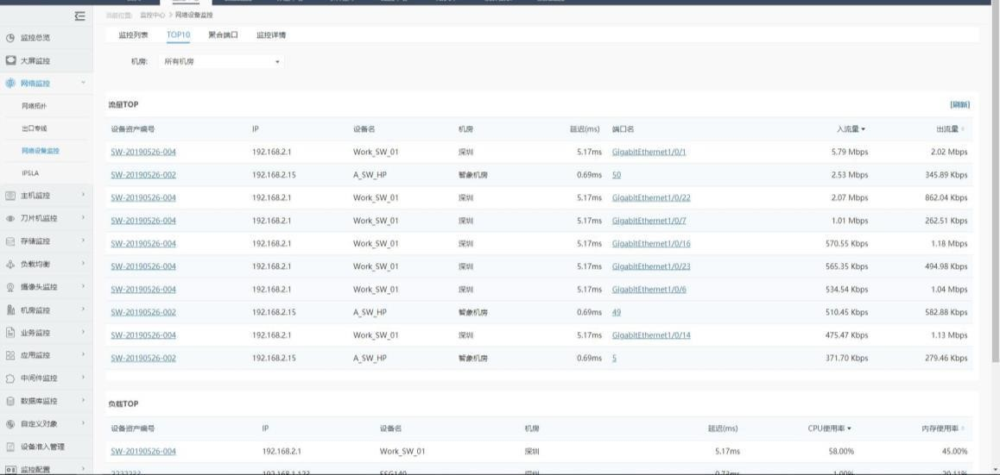 当前位置: 监控中心 > 网络设备监控
监控总览
大屏监控
网络监控
网络拓扑
出口专线
网络设备监控
IPSLA
主机监控
刀片机监控
存储监控
负载均衡
摄像头监控
机房监控
业务监控
应用监控
中间件监控
数据库监控
自定义对象
设备准入管理
监控配置
监控列表 TOP10 聚合端口 监控详情
机房: 所有机房
流量TOP [刷新]
设备资产编号 IP 设备名 机房 延迟(ms) 端口名 入流量 出流量
SW-20190526-004 192.168.2.1 Work_SW_01 深圳 5.17ms GigabitEthernet1/0/1 5.79 Mbps 2.02 Mbps
SW-20190526-002 192.168.2.15 A_SW_HP 智象机房 0.69ms 50 2.53 Mbps 345.89 Kbps
SW-20190526-004 192.168.2.1 Work_SW_01 深圳 5.17ms GigabitEthernet1/0/22 2.07 Mbps 862.04 Kbps
SW-20190526-004 192.168.2.1 Work_SW_01 深圳 5.17ms GigabitEthernet1/0/7 1.01 Mbps 262.51 Kbps
SW-20190526-004 192.168.2.1 Work_SW_01 深圳 5.17ms GigabitEthernet1/0/16 570.55 Kbps 1.18 Mbps
SW-20190526-004 192.168.2.1 Work_SW_01 深圳 5.17ms GigabitEthernet1/0/23 565.35 Kbps 494.98 Kbps
SW-20190526-004 192.168.2.1 Work_SW_01 深圳 5.17ms GigabitEthernet1/0/6 534.54 Kbps 1.04 Mbps
SW-20190526-002 192.168.2.15 A_SW_HP 智象机房 0.69ms 49 510.45 Kbps 582.88 Kbps
SW-20190526-004 192.168.2.1 Work_SW_01 深圳 5.17ms GigabitEthernet1/0/14 475.47 Kbps 1.13 Mbps
SW-20190526-002 192.168.2.15 A_SW_HP 智象机房 0.69ms 5 371.70 Kbps 279.46 Kbps
负载TOP
设备资产编号 IP 设备名 机房 延迟(ms) CPU使用率 内存使用率
SW-20190526-004 192.168.2.1 Work_SW_01 深圳 5.17ms 58.00% 45.00%
192.168.1.123 SSG140 深圳 0.73ms 1.00% 20.11%